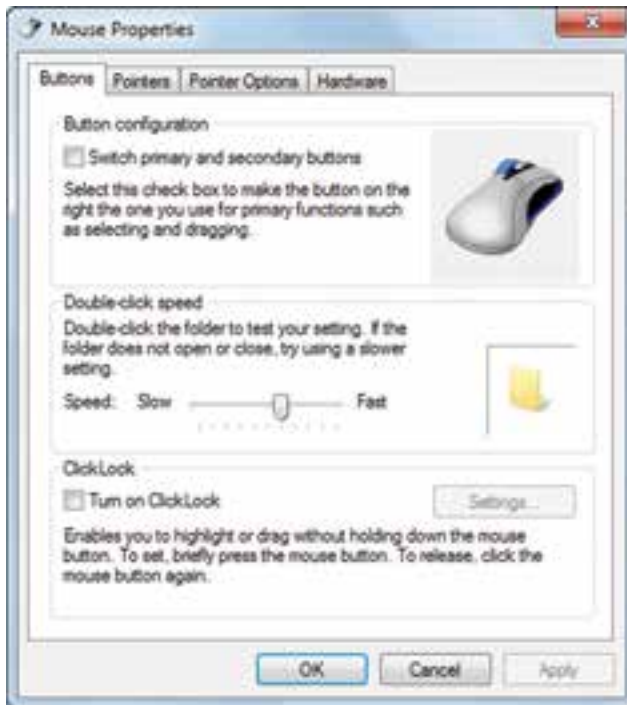 Mouse Properties
Buttons Pointers Pointer Options Hardware
Button configuration
Switch primary and secondary buttons
Select this check box to make the button on the
right the one you use for primary functions such
as selecting and dragging.
Double-click speed
Double-click the folder to test your setting. If the
folder does not open or close, try using a slower
setting.
Speed: Slow Fast
ClickLock
Turn on ClickLock Settings...
Enables you to highlight or drag without holding down the mouse
button. To set, briefly press the mouse button. To release, click the
mouse button again.
OK Cancel Apply